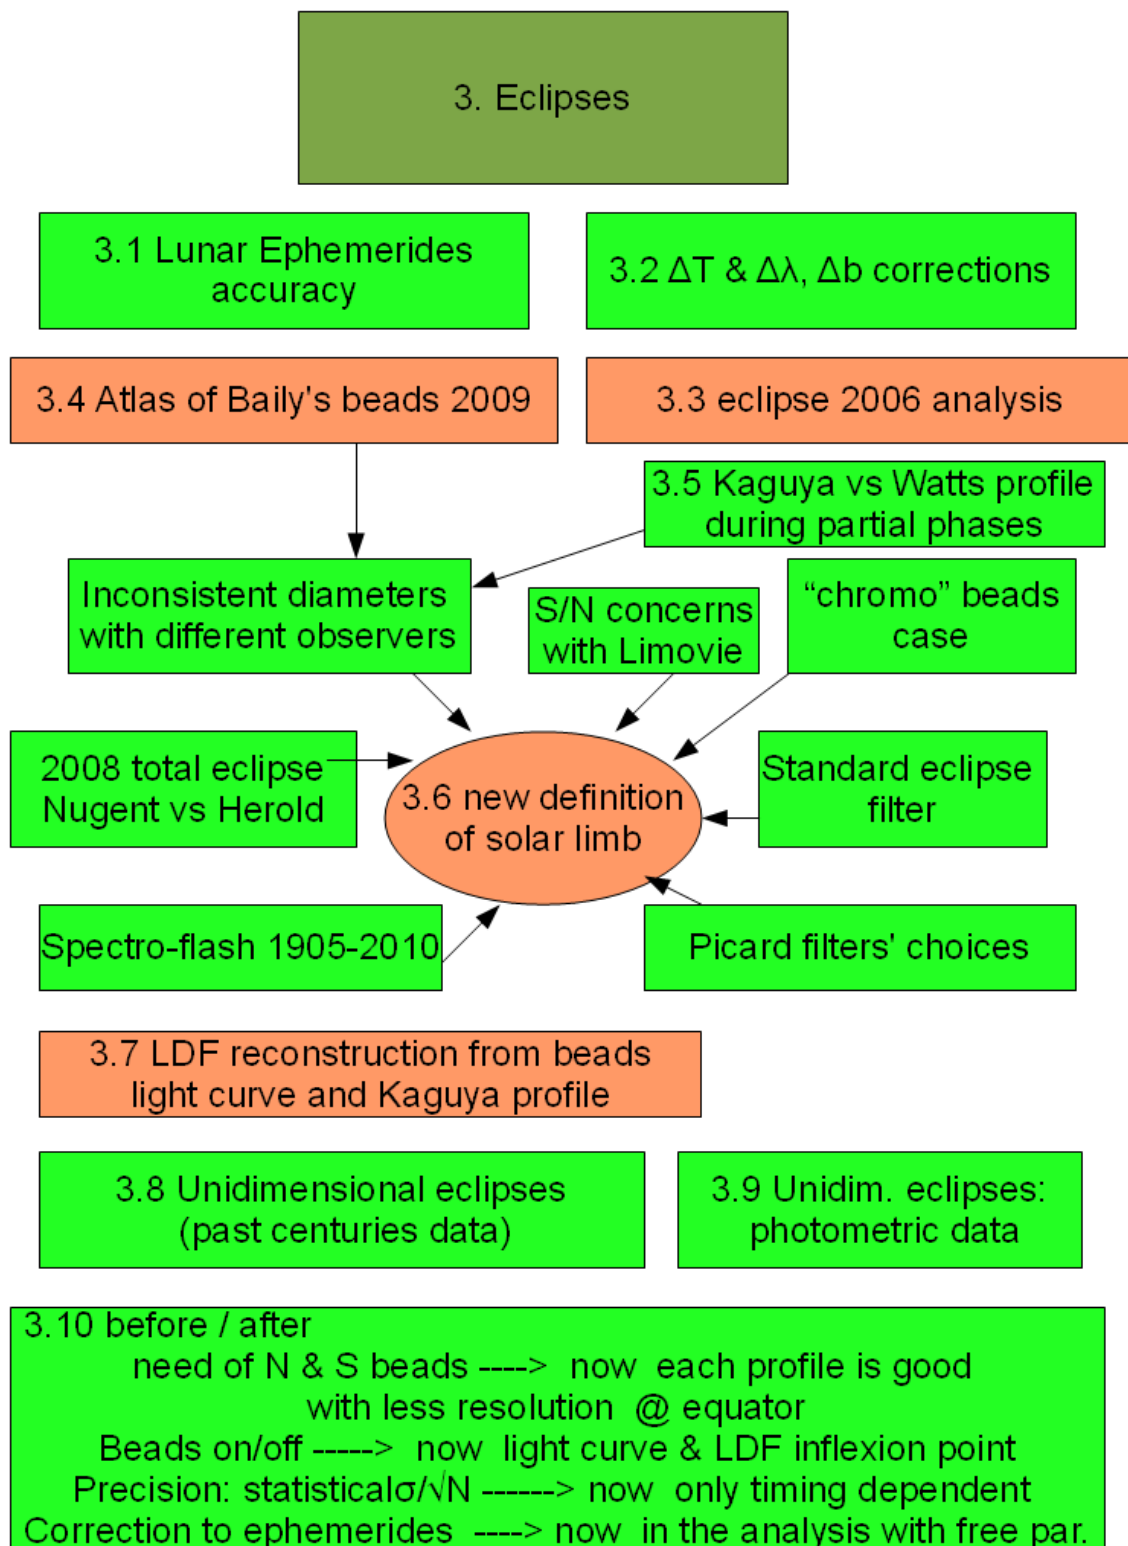 3. Eclipses
3.1 Lunar Ephemerides
accuracy
3.2 ΔT & Δλ, Δb corrections
3.4 Atlas of Baily's beads 2009
3.3 eclipse 2006 analysis
3.5 Kaguya vs Watts profile
during partial phases
Inconsistent diameters
with different observers
S/N concerns
with Limovie
“chromo” beads
case
2008 total eclipse
Nugent vs Herold
3.6 new definition
of solar limb
Standard eclipse
filter
Spectro-flash 1905-2010
Picard filters' choices
3.7 LDF reconstruction from beads
light curve and Kaguya profile
3.8 Unidimensional eclipses
(past centuries data)
3.9 Unidim. eclipses:
photometric data
3.10 before / after
need of N & S beads ----> now each profile is good
with less resolution @ equator
Beads on/off -----> now light curve & LDF inflexion point
Precision: statisticalσ/√N ------> now only timing dependent
Correction to ephemerides ----> now in the analysis with free par.